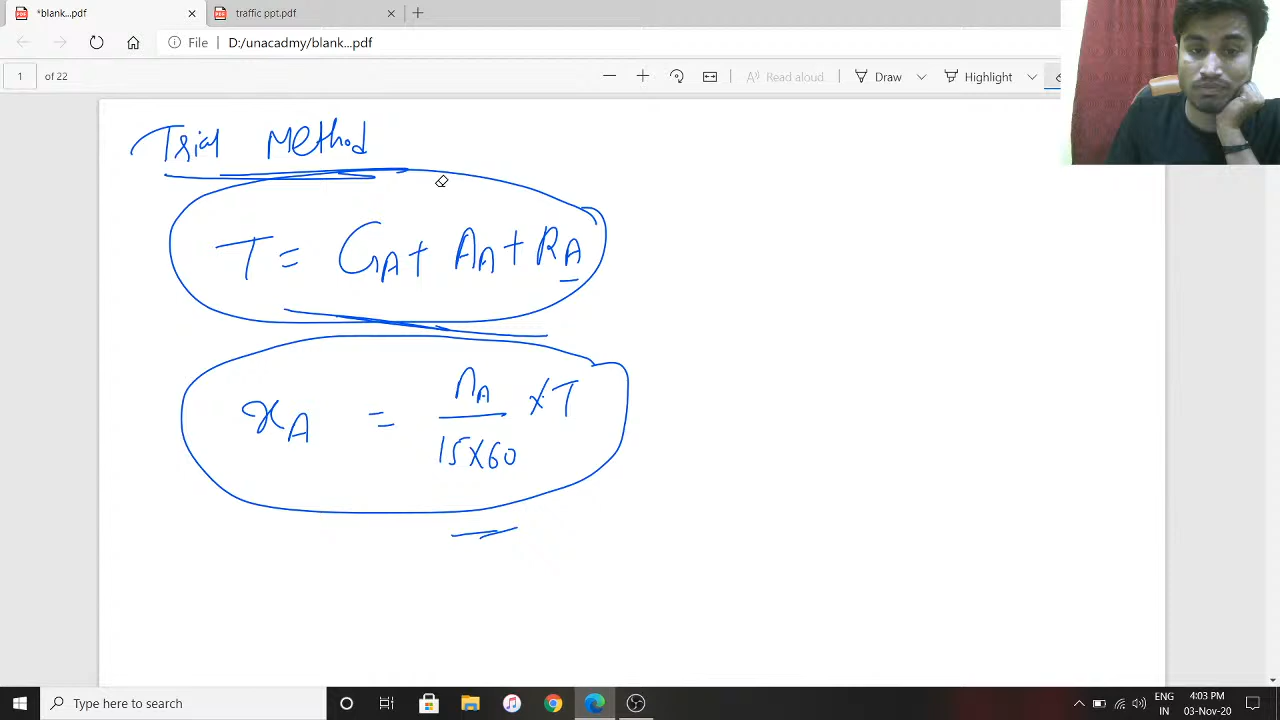 *blank.pdf
traffic ppt.pdf
File D:/unacadmy/blank...pdf
1 of 22
Read aloud
Draw
Highlight
Trial Method
T = GA + AA + RA
xA = nA / 15x60 x T
Type here to search
ENG
IN
4:03 PM
03-Nov-20